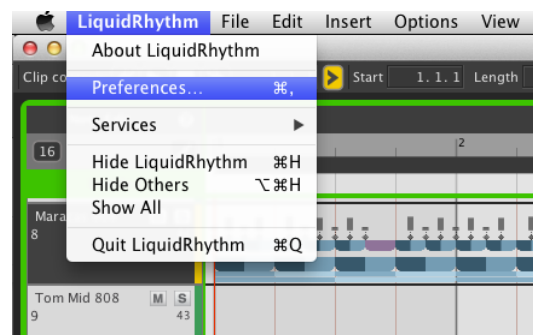 LiquidRhythm File Edit Insert Options View
About LiquidRhythm
Preferences... ⌘,
Services
Hide LiquidRhythm ⌘H
Hide Others ⌥⌘H
Show All
Quit LiquidRhythm ⌘Q
Clip co
Start 1. 1. 1 Length
16
2
Mara
8
Tom Mid 808 M S
9 43